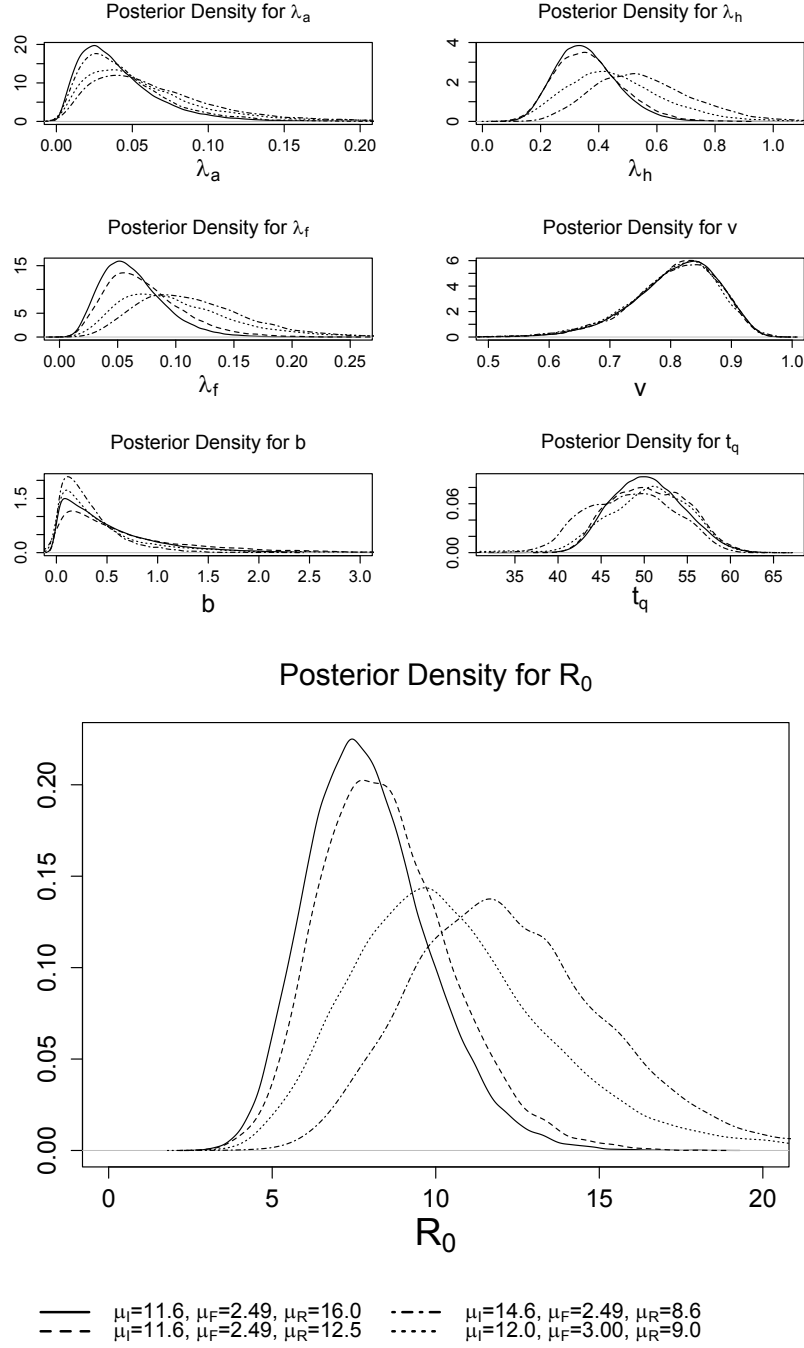 Posterior Density for λa
Posterior Density for λh
20
10
0
4
2
0
0.00 0.05 0.10 0.15 0.20
0.0 0.2 0.4 0.6 0.8 1.0
λa
λh
Posterior Density for λf
Posterior Density for v
15
5
0
6
4
3
1
0
0.00 0.05 0.10 0.15 0.20 0.25
0.5 0.6 0.7 0.8 0.9 1.0
λf
v
Posterior Density for b
Posterior Density for tq
1.5
0.0
0.06
0.00
0.0 0.5 1.0 1.5 2.0 2.5 3.0
35 40 45 50 55 60 65
b
tq
Posterior Density for R0
0.20
0.15
0.10
0.05
0.00
0 5 10 15 20
R0
μI=11.6, μF=2.49, μR=16.0
μI=14.6, μF=2.49, μR=8.6
μI=11.6, μF=2.49, μR=12.5
μI=12.0, μF=3.00, μR=9.0